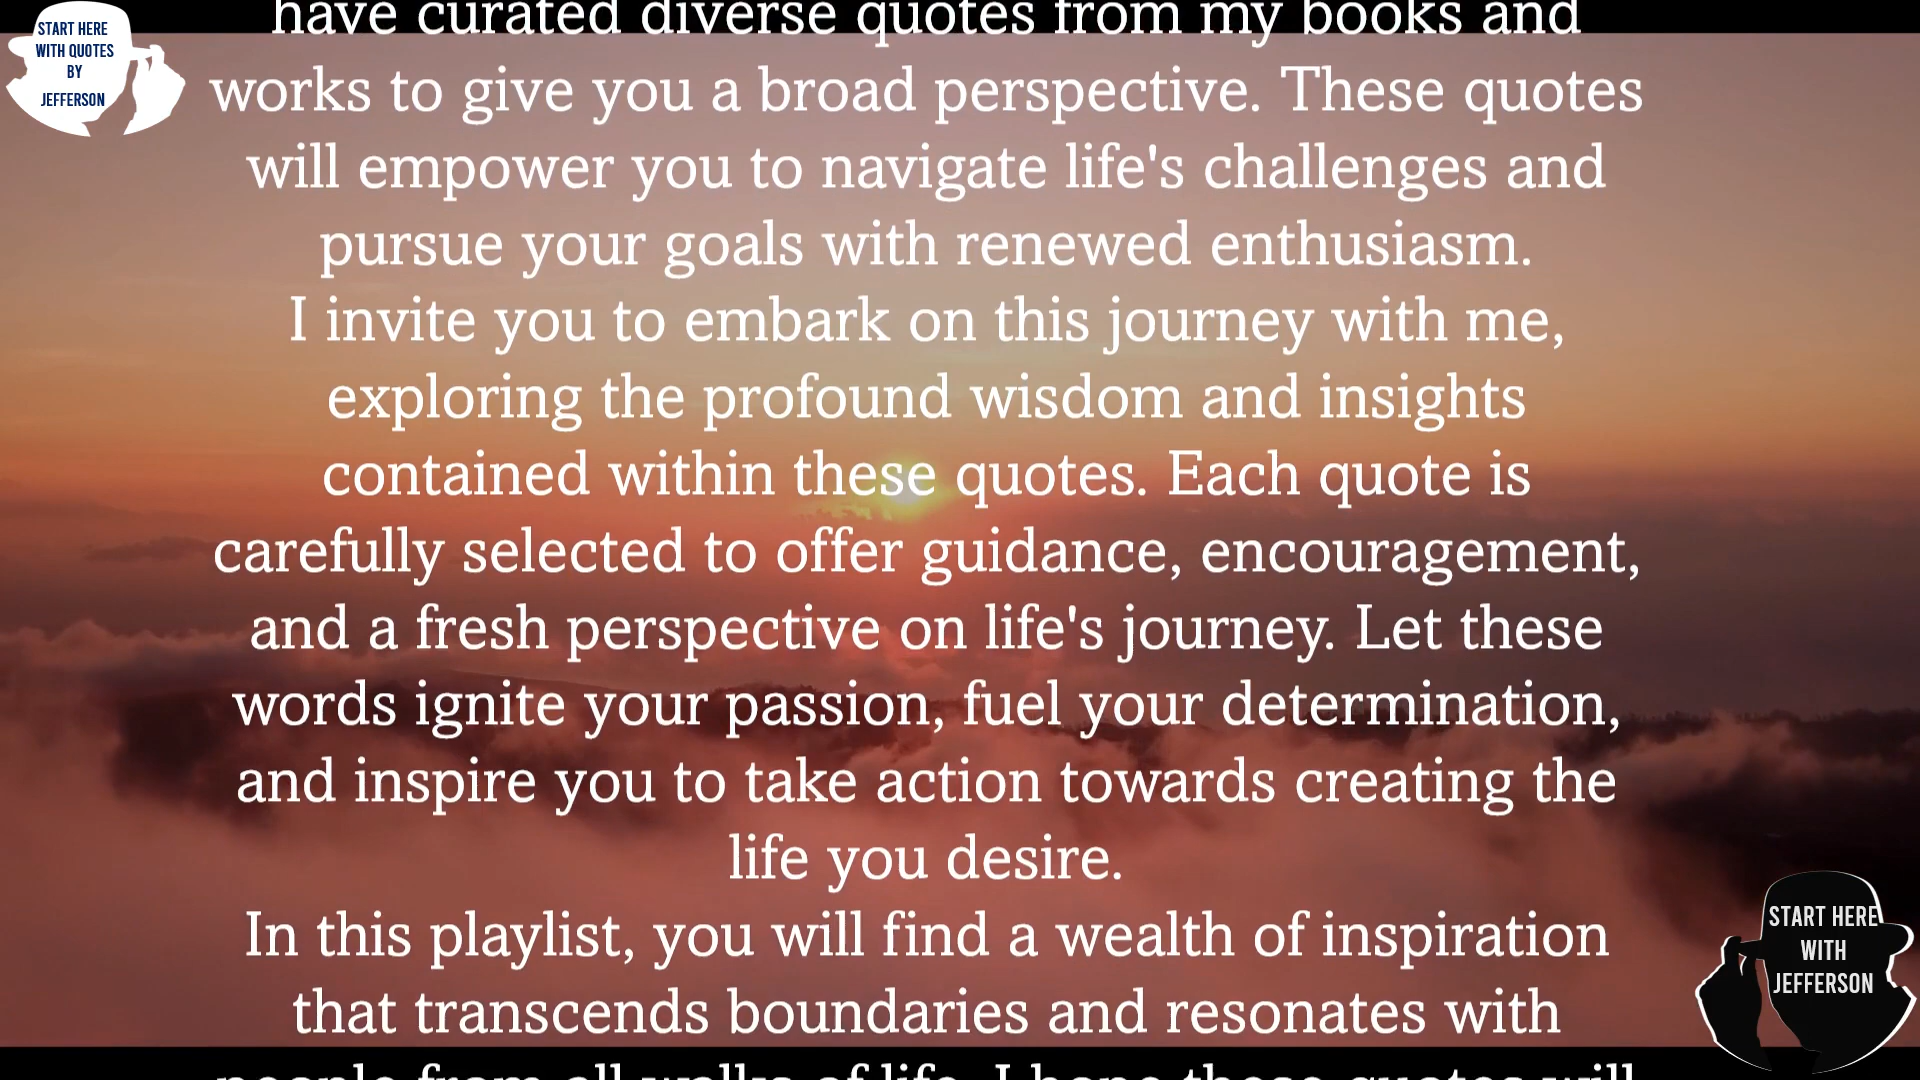 START HERE
WITH QUOTES
BY
JEFFERSON
have curated diverse quotes from my books and
works to give you a broad perspective. These quotes
will empower you to navigate life's challenges and
pursue your goals with renewed enthusiasm.
I invite you to embark on this journey with me,
exploring the profound wisdom and insights
contained within these quotes. Each quote is
carefully selected to offer guidance, encouragement,
and a fresh perspective on life's journey. Let these
words ignite your passion, fuel your determination,
and inspire you to take action towards creating the
life you desire.
In this playlist, you will find a wealth of inspiration
that transcends boundaries and resonates with
people from all walks of life. I hope these quotes will
START HERE
WITH
JEFFERSON